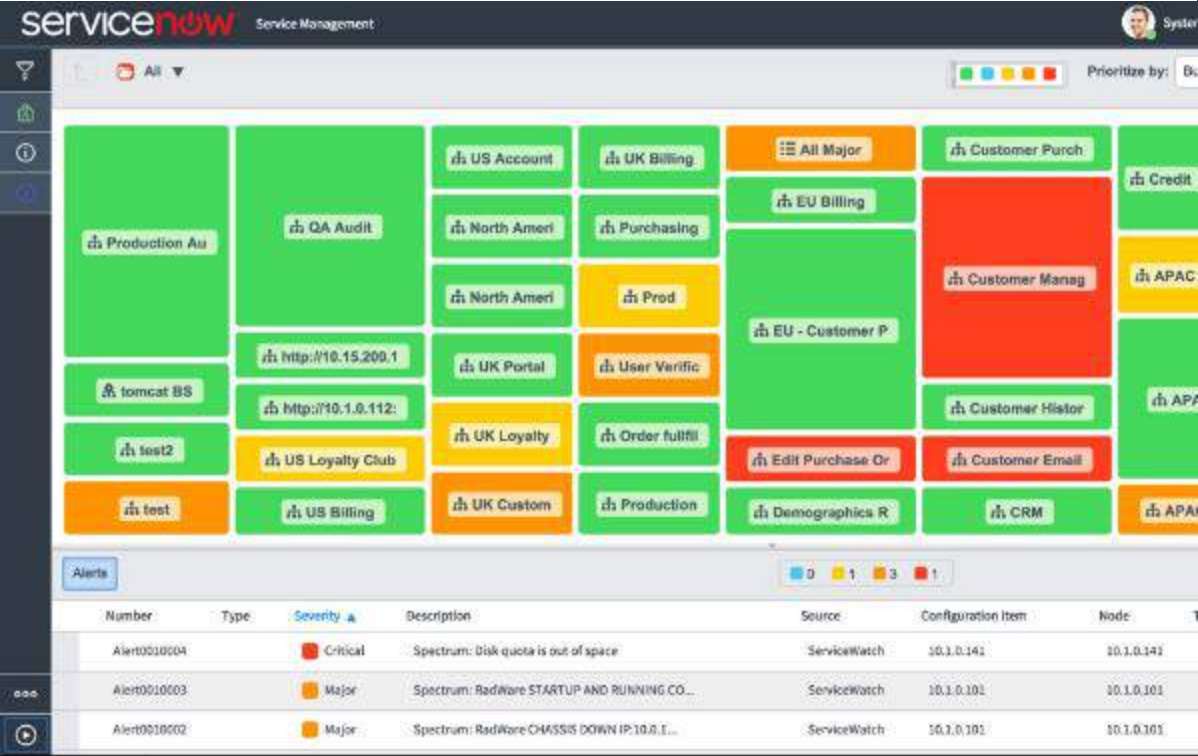 servicenow Service Management
All ▼ Prioritize by:
Production Au
tomcat BS
test2
test
QA Audit
http://10.15.200.1
http://10.1.0.112:
US Loyalty Club
US Billing
US Account
North Ameri
North Ameri
UK Portal
UK Loyalty
UK Custom
UK Billing
Purchasing
Prod
User Verific
Order fullfil
Production
All Major
EU Billing
EU - Customer P
Edit Purchase Or
Demographics R
Customer Purch
Customer Manag
Customer Histor
Customer Email
CRM
Credit
APAC
Alerts 0 1 3 1
Number Type Severity ▲ Description Source Configuration Item Node
Alert0010004 Critical Spectrum: Disk quota is out of space ServiceWatch 10.1.0.141 10.1.0.141
Alert0010003 Major Spectrum: RadWare STARTUP AND RUNNING CO... ServiceWatch 10.1.0.101 10.1.0.101
Alert0010002 Major Spectrum: RadWare CHASSIS DOWN IP:10.0.1... ServiceWatch 10.1.0.101 10.1.0.101